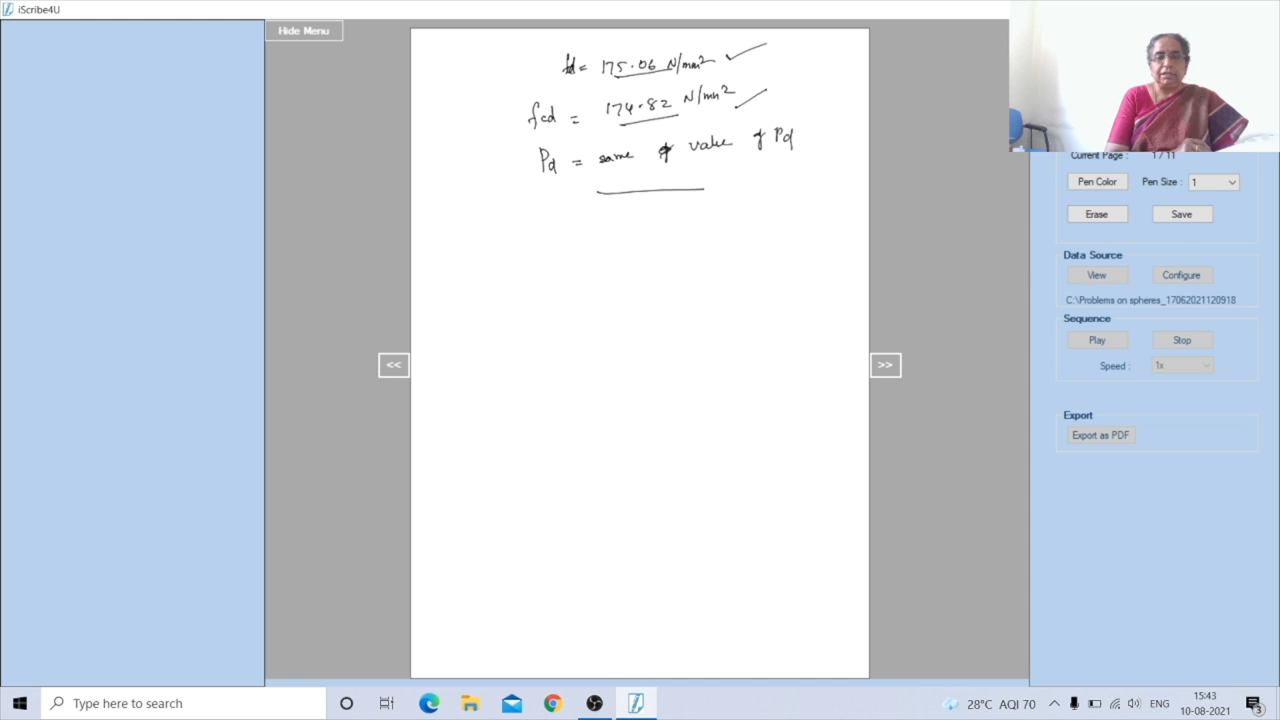 iScribe4U
Hide Menu
fd = 175.06 N/mm²
fcd = 174.82 N/mm²
Pd = same value of Pd
Current Page : 1 / 11
Pen Color Pen Size : 1
Erase Save
Data Source
View Configure
C:\Problems on spheres_17062021120918
Sequence
Play Stop
Speed : 1x
<< >>
Export
Export as PDF
Type here to search
28°C AQI 70 ENG 15:43
10-08-2021 3